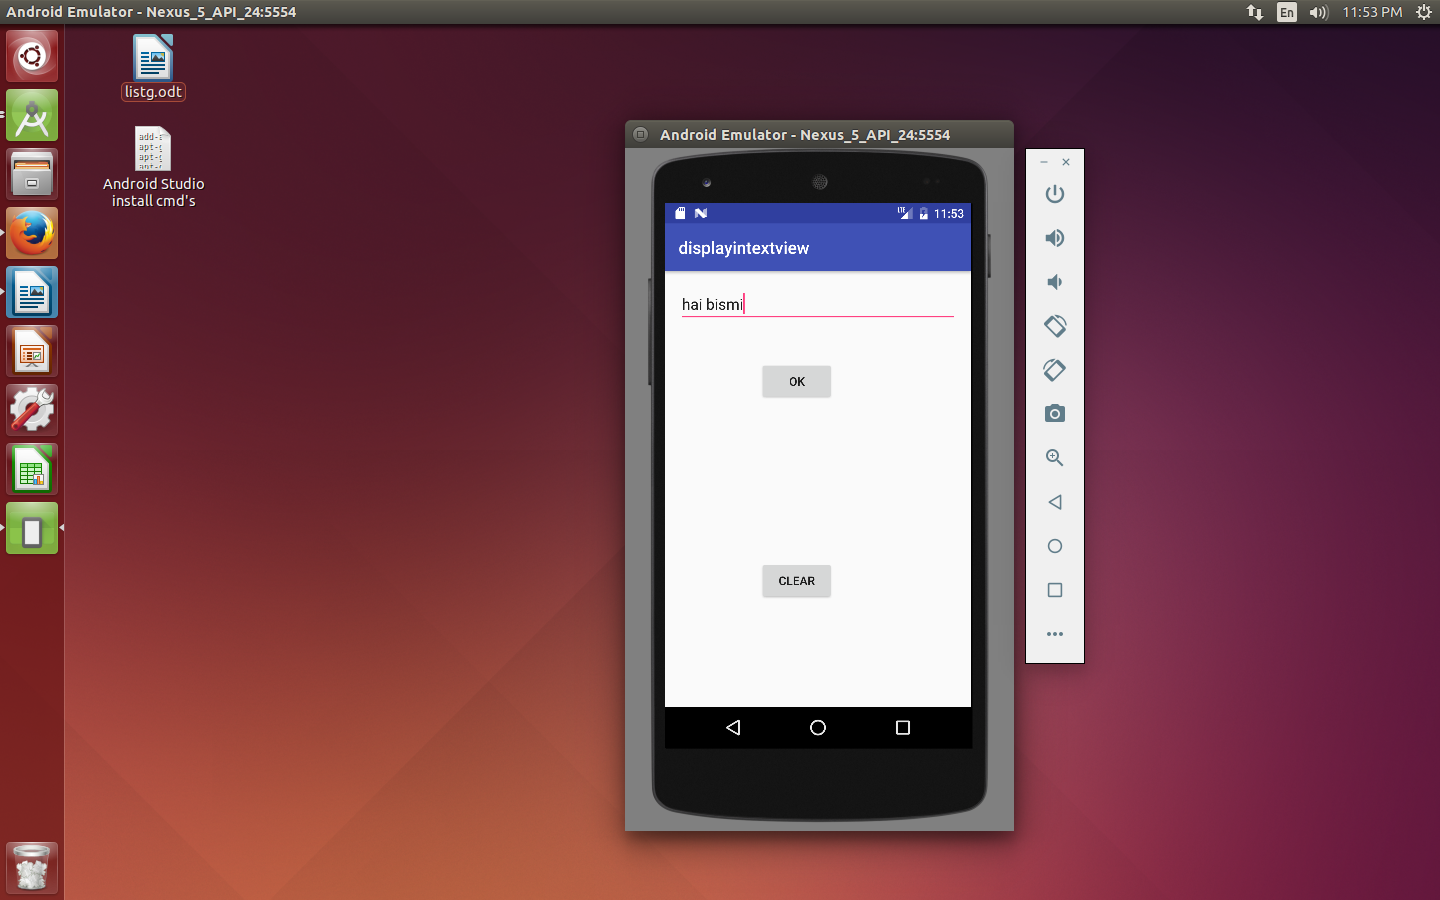 Android Emulator - Nexus_5_API_24:5554
En
11:53 PM
listg.odt
add-
apt-g
apt-g
Android Studio
install cmd's
Android Emulator - Nexus_5_API_24:5554
LTE
11:53
displayintextview
hai bismi
OK
CLEAR